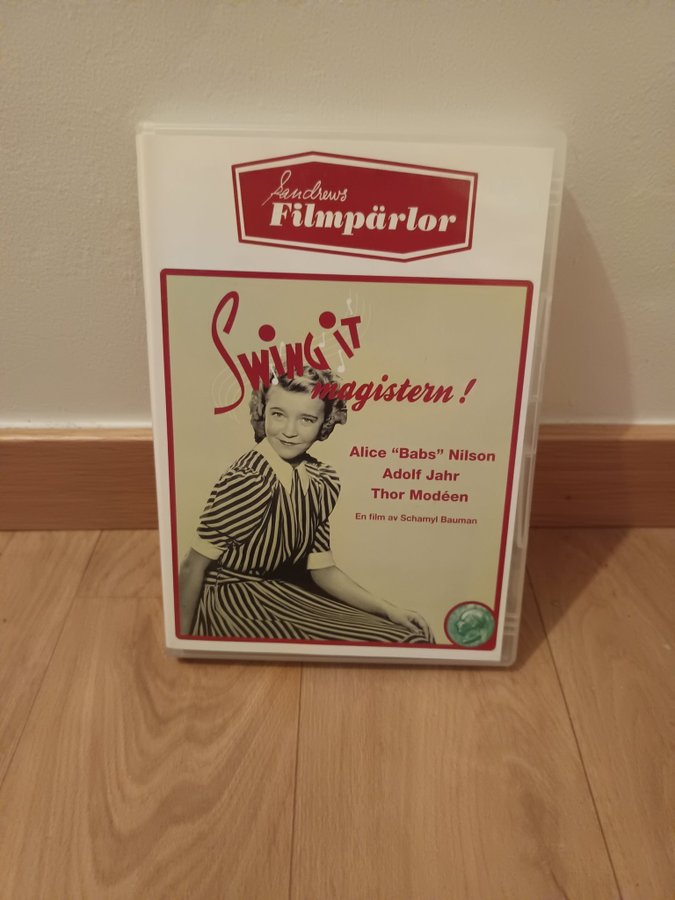 Sandrews
Filmpärlor
SWING iT
magistern!
Alice “Babs” Nilson
Adolf Jahr
Thor Modéen
En film av Schamyl Bauman